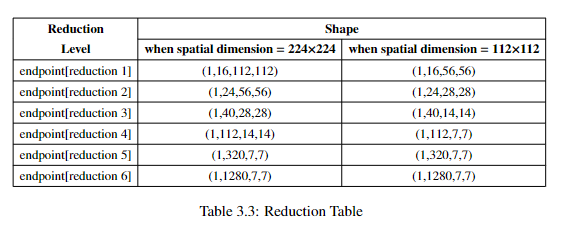 Reduction Shape
Level when spatial dimension = 224×224 when spatial dimension = 112×112
endpoint[reduction 1] (1,16,112,112) (1,16,56,56)
endpoint[reduction 2] (1,24,56,56) (1,24,28,28)
endpoint[reduction 3] (1,40,28,28) (1,40,14,14)
endpoint[reduction 4] (1,112,14,14) (1,112,7,7)
endpoint[reduction 5] (1,320,7,7) (1,320,7,7)
endpoint[reduction 6] (1,1280,7,7) (1,1280,7,7)
Table 3.3: Reduction Table